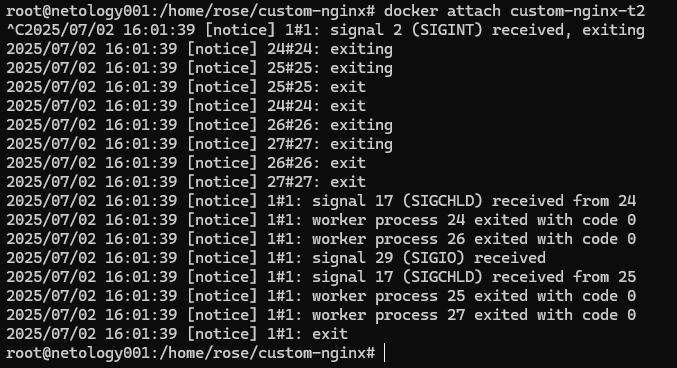 root@netology001:/home/rose/custom-nginx# docker attach custom-nginx-t2
^C2025/07/02 16:01:39 [notice] 1#1: signal 2 (SIGINT) received, exiting
2025/07/02 16:01:39 [notice] 24#24: exiting
2025/07/02 16:01:39 [notice] 25#25: exiting
2025/07/02 16:01:39 [notice] 25#25: exit
2025/07/02 16:01:39 [notice] 24#24: exit
2025/07/02 16:01:39 [notice] 26#26: exiting
2025/07/02 16:01:39 [notice] 27#27: exiting
2025/07/02 16:01:39 [notice] 26#26: exit
2025/07/02 16:01:39 [notice] 27#27: exit
2025/07/02 16:01:39 [notice] 1#1: signal 17 (SIGCHLD) received from 24
2025/07/02 16:01:39 [notice] 1#1: worker process 24 exited with code 0
2025/07/02 16:01:39 [notice] 1#1: worker process 26 exited with code 0
2025/07/02 16:01:39 [notice] 1#1: signal 29 (SIGIO) received
2025/07/02 16:01:39 [notice] 1#1: signal 17 (SIGCHLD) received from 25
2025/07/02 16:01:39 [notice] 1#1: worker process 25 exited with code 0
2025/07/02 16:01:39 [notice] 1#1: worker process 27 exited with code 0
2025/07/02 16:01:39 [notice] 1#1: exit
root@netology001:/home/rose/custom-nginx#